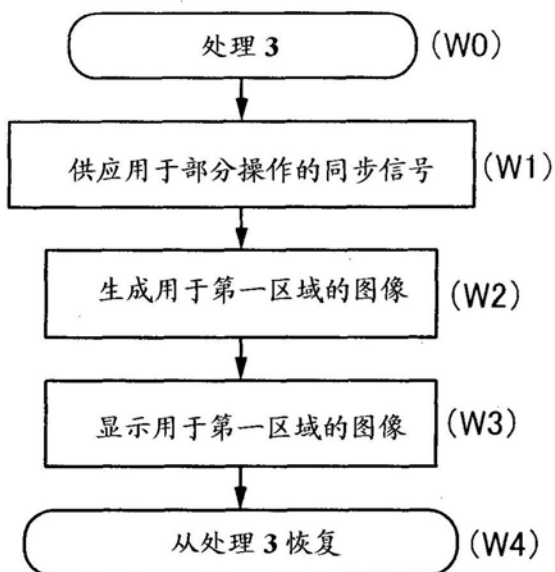 处理 3 (W0)
供应用于部分操作的同步信号 (W1)
生成用于第一区域的图像 (W2)
显示用于第一区域的图像 (W3)
从处理 3 恢复 (W4)